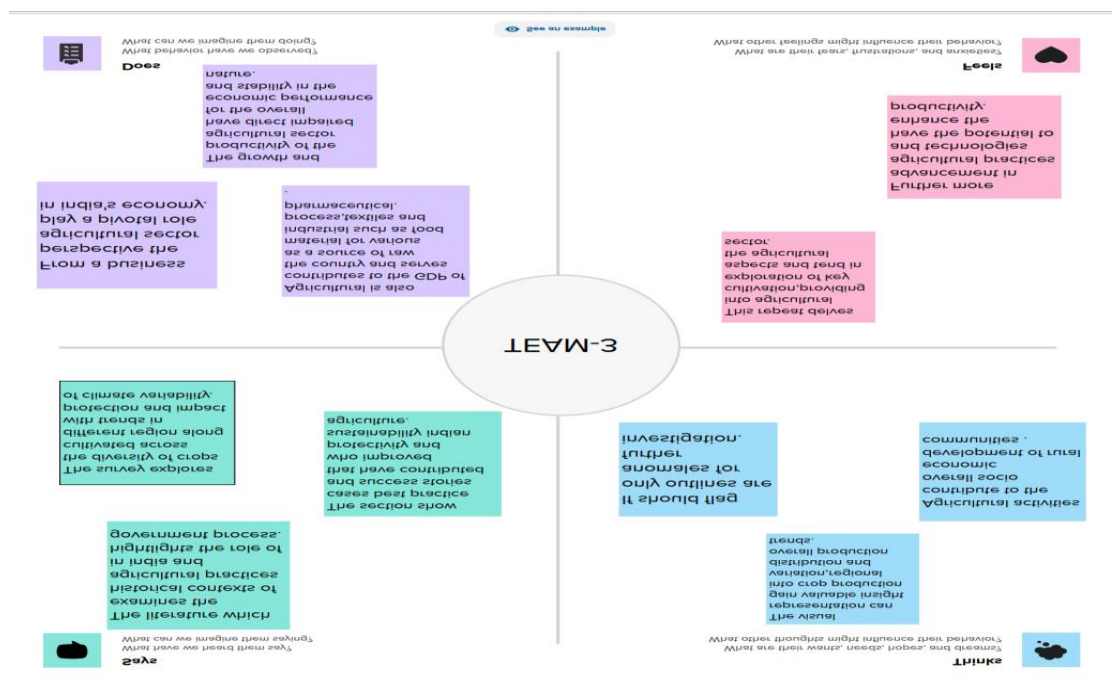 Says
What have we heard them say?
What can we imagine them saying?
The literature which
examines the
historical contexts of
agricultural practices
in india and
hightlights the role of
government process.
The section show
cases best practice
and success stories
that have contributed
who improved
protectivity and
sustainability indian
agriculture.
The survey explores
the diversity of crops
cultivated across
different region along
with trends in
protection and impact
of climate variability.
Thinks
What are their wants, needs, hopes, and dreams?
What other thoughts might influence their behavior?
The visual
representation can
gain valuable insight
into crop production
variation,regional
distribution and
overall production
trends.
If should flag
only outlines are
anomales for
further
investigation.
Agricultural activities
contribute to the
overall socio
economic
development of rural
communities .
TEAM-3
From a business
perspective the
agricultural sector
play a pivotal role
in india's economy.
Agricultural is also
contributes to the GDP of
the country and serves
as a source of raw
material for various
industrial such as food
process,textiles and
pharmaceutical.
.
The growth and
productivity of the
agricultural sector
have direct impaired
for the overall
economic performance
and stability in the
nature.
Does
What behavior have we observed?
What can we imagine them doing?
This repeat delves
into agricultural
cultivation,providing
exploration of key
aspects and tend in
the agricultural
sector.
Further more
advancement in
agricultural practices
and technologies
have the potential to
enhance the
productivity.
Feels
What are their fears, frustrations, and anxieties?
What other feelings might influence their behavior?
See an example